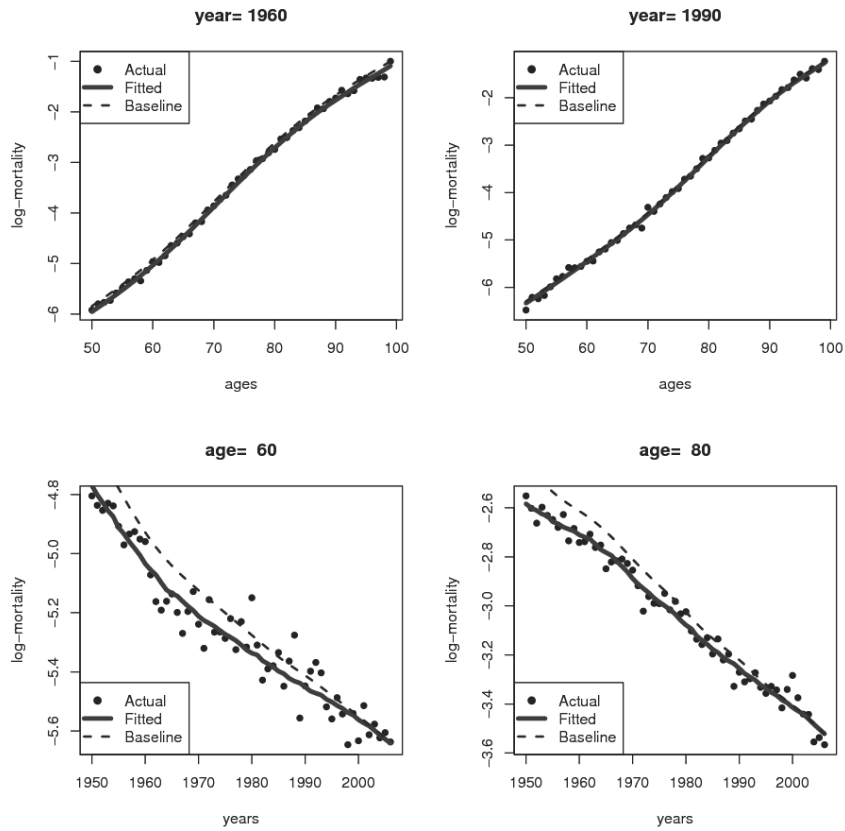 year= 1960
Actual
Fitted
Baseline
log−mortality
−1
−2
−3
−4
−5
−6
50 60 70 80 90 100
ages
year= 1990
Actual
Fitted
Baseline
log−mortality
−2
−3
−4
−5
−6
50 60 70 80 90 100
ages
age= 60
Actual
Fitted
Baseline
log−mortality
−4.8
−5.0
−5.2
−5.4
−5.6
1950 1960 1970 1980 1990 2000
years
age= 80
Actual
Fitted
Baseline
log−mortality
−2.6
−2.8
−3.0
−3.2
−3.4
−3.6
1950 1960 1970 1980 1990 2000
years